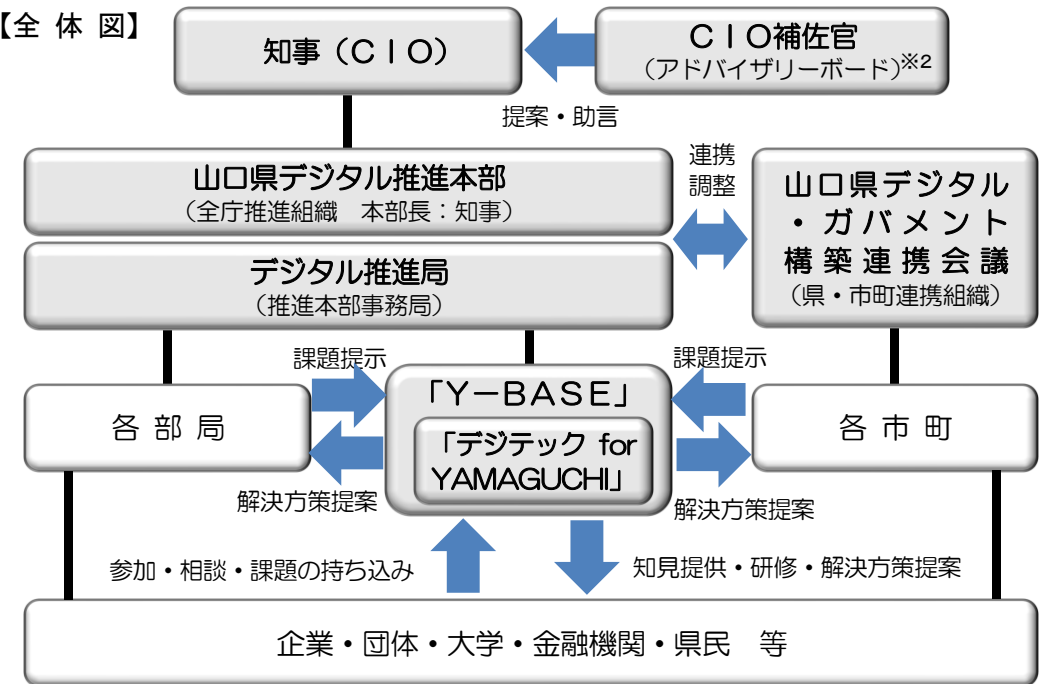 【全 体 図】
知事（ＣＩＯ）
ＣＩＯ補佐官
（アドバイザリーボード）※2
提案・助言
山口県デジタル推進本部
（全庁推進組織　本部長：知事）
連携
調整
山口県デジタル
・ガバメント
構築連携会議
（県・市町連携組織）
デジタル推進局
（推進本部事務局）
課題提示
課題提示
各 部 局
「Ｙ－ＢＡＳＥ」
「デジテック for
YAMAGUCHI」
各 市 町
解決方策提案
解決方策提案
参加・相談・課題の持ち込み
知見提供・研修・解決方策提案
企業・団体・大学・金融機関・県民　等